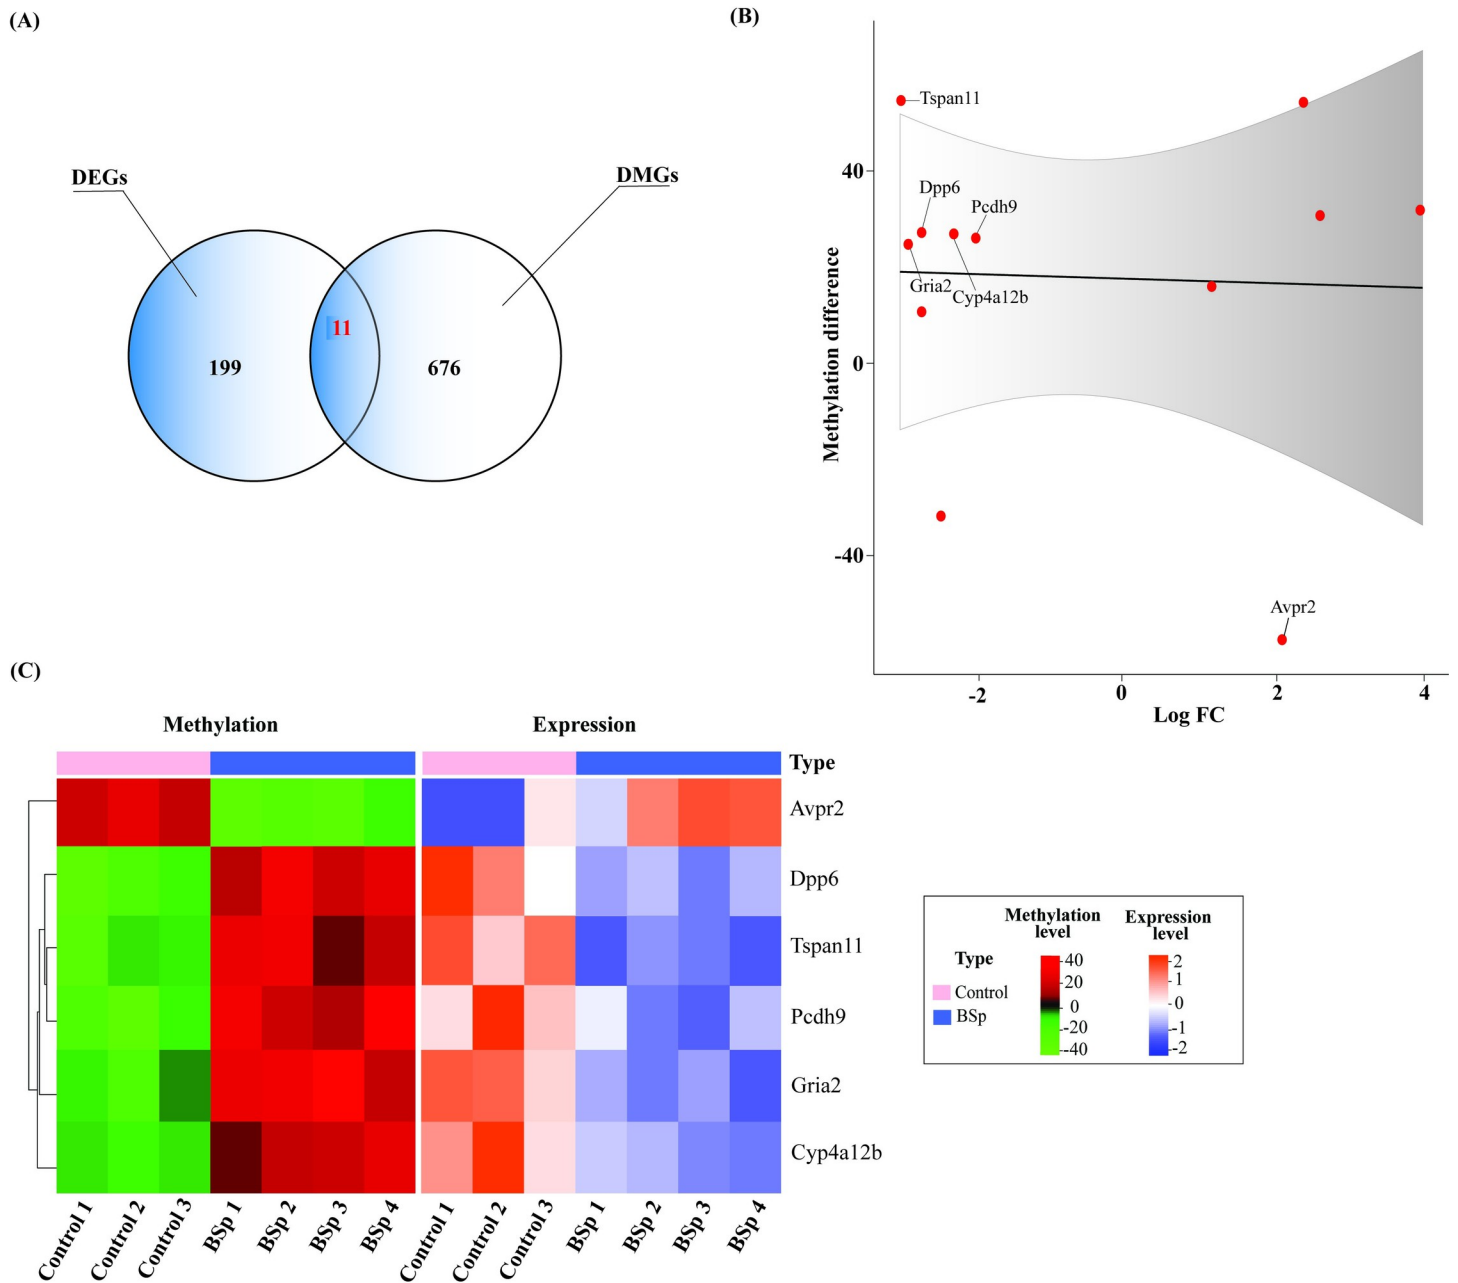 (A)
DEGs
DMGs
11
199
676
(B)
Tspan11
Dpp6
Pcdh9
Gria2
Cyp4a12b
Avpr2
40
0
-40
Methylation difference
-2
0
2
4
Log FC
(C)
Methylation
Expression
Type
Avpr2
Dpp6
Tspan11
Pcdh9
Gria2
Cyp4a12b
Control 1
Control 2
Control 3
BSp 1
BSp 2
BSp 3
BSp 4
Control 1
Control 2
Control 3
BSp 1
BSp 2
BSp 3
BSp 4
Type
Control
BSp
Methylation
level
40
20
0
-20
-40
Expression
level
2
1
0
-1
-2